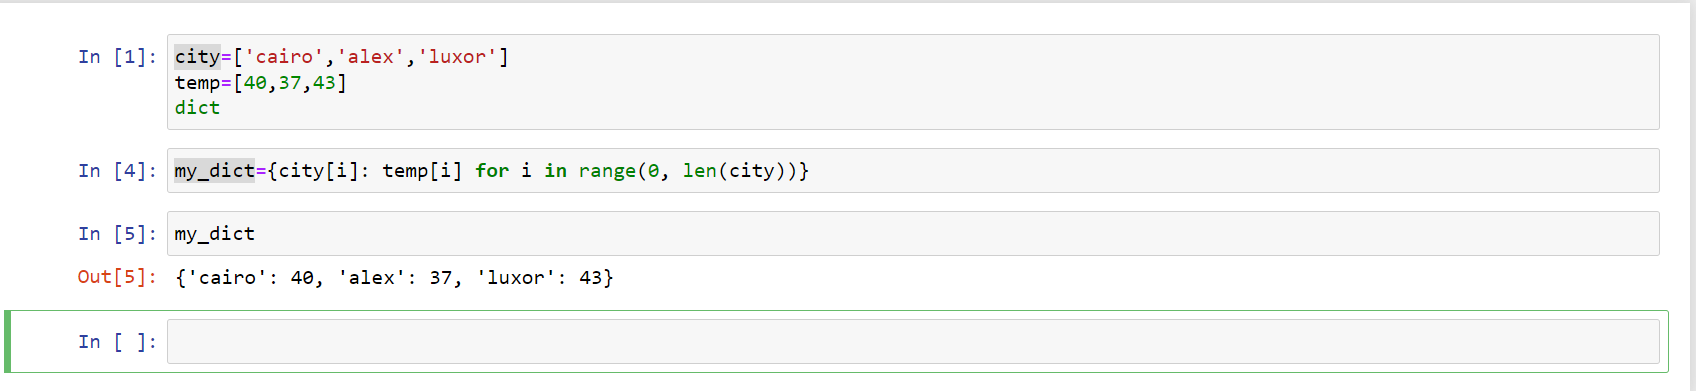 In [1]: city=['cairo','alex','luxor']
temp=[40,37,43]
dict
In [4]: my_dict={city[i]: temp[i] for i in range(0, len(city))}
In [5]: my_dict
Out[5]: {'cairo': 40, 'alex': 37, 'luxor': 43}
In [ ]: